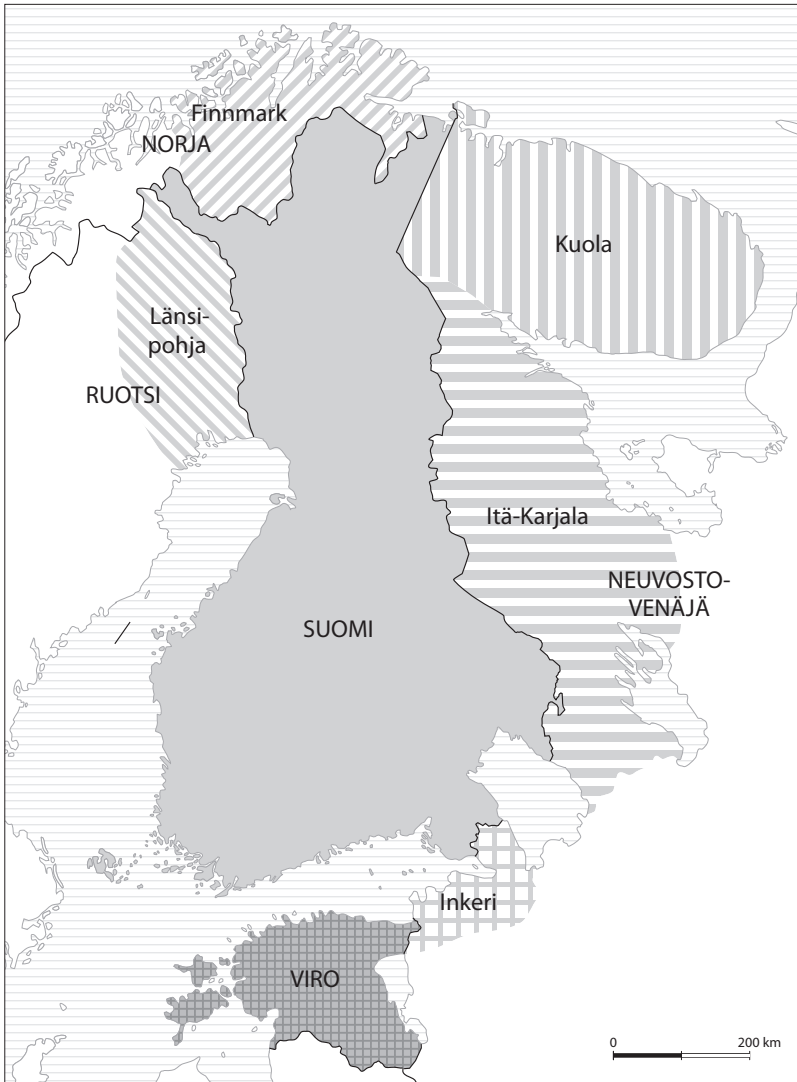 Finnmark
NORJA
Kuola
Länsi-
pohja
RUOTSI
Itä-Karjala
NEUVOSTO-
VENÄJÄ
SUOMI
Inkeri
VIRO
0 200 km